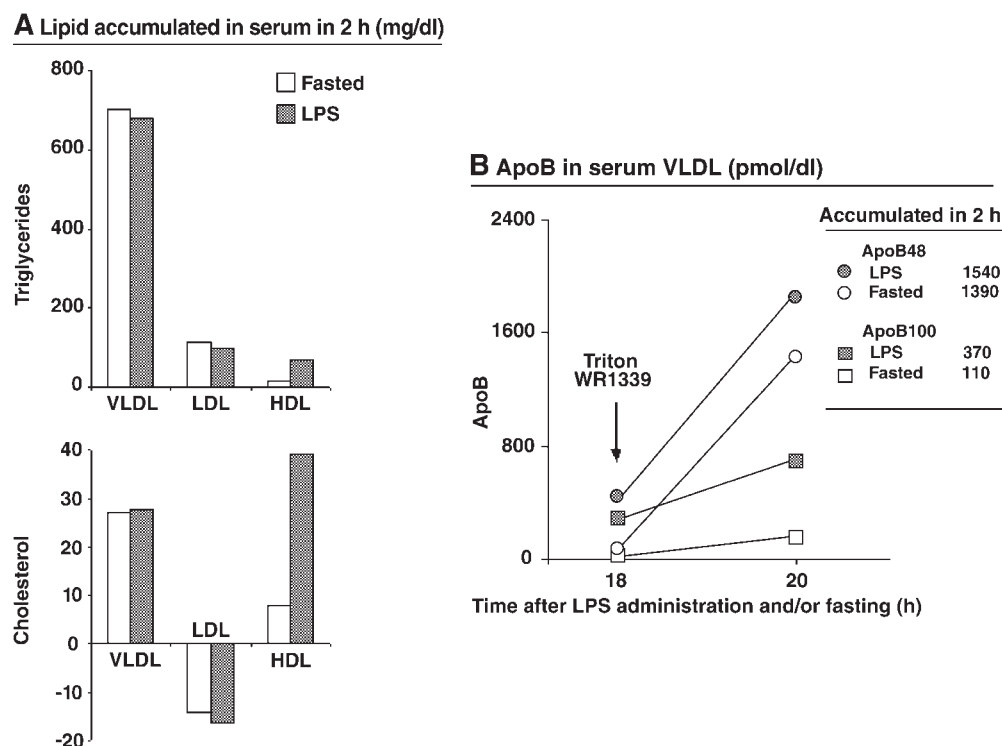 A Lipid accumulated in serum in 2 h (mg/dl)
800
600
400
200
0
Triglycerides
Fasted
LPS
VLDL LDL HDL
40
30
20
10
0
-10
-20
Cholesterol
LDL
VLDL HDL
B ApoB in serum VLDL (pmol/dl)
2400
1600
800
0
ApoB
Triton
WR1339
Accumulated in 2 h
ApoB48
LPS 1540
Fasted 1390
ApoB100
LPS 370
Fasted 110
18 20
Time after LPS administration and/or fasting (h)